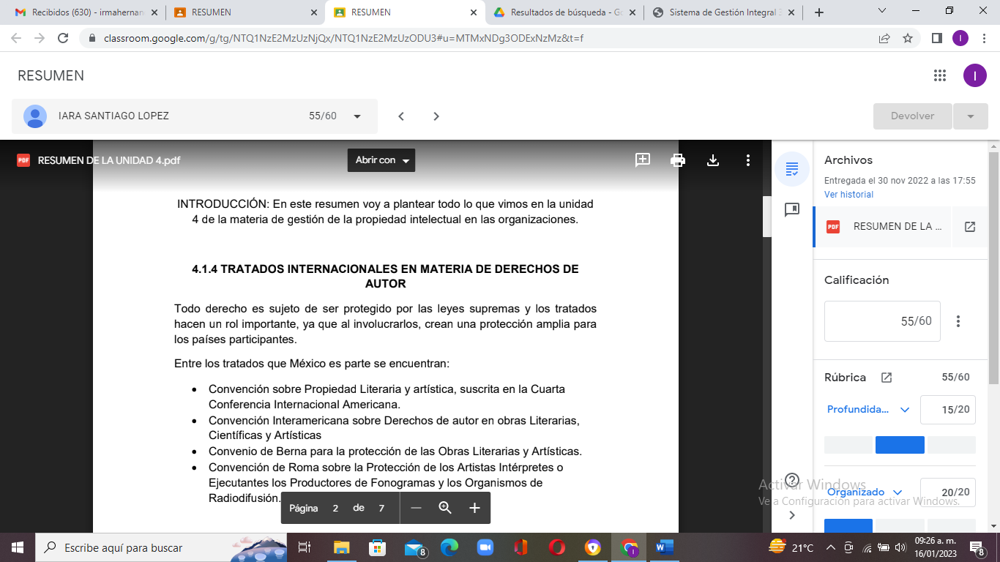 Recibidos (630) - irmahernan
RESUMEN
RESUMEN
Resultados de búsqueda - Go
Sistema de Gestión Integral 3
classroom.google.com/g/tg/NTQ1NzE2MzUzNjQx/NTQ1NzE2MzUzODU3#u=MTMxNDg3ODExNzMz&t=f
I
RESUMEN
I
IARA SANTIAGO LOPEZ 55/60
Devolver
PDF RESUMEN DE LA UNIDAD 4.pdf
Abrir con
INTRODUCCIÓN: En este resumen voy a plantear todo lo que vimos en la unidad
4 de la materia de gestión de la propiedad intelectual en las organizaciones.
4.1.4 TRATADOS INTERNACIONALES EN MATERIA DE DERECHOS DE
AUTOR
Todo derecho es sujeto de ser protegido por las leyes supremas y los tratados
hacen un rol importante, ya que al involucrarlos, crean una protección amplia para
los países participantes.
Entre los tratados que México es parte se encuentran:
• Convención sobre Propiedad Literaria y artística, suscrita en la Cuarta
Conferencia Internacional Americana.
• Convención Interamericana sobre Derechos de autor en obras Literarias,
Científicas y Artísticas
• Convenio de Berna para la protección de las Obras Literarias y Artísticas.
• Convención de Roma sobre la Protección de los Artistas Intérpretes o
Ejecutantes los Productores de Fonogramas y los Organismos de
Radiodifusión.
Página 2 de 7
Archivos
Entregada el 30 nov 2022 a las 17:55
Ver historial
PDF RESUMEN DE LA ...
Calificación
55/60
Rúbrica 55/60
Profundida... 15/20
Organizado 20/20
Activar Windows
Ve a Configuración para activar Windows.
Escribe aquí para buscar
8
21°C
09:26 a. m.
16/01/2023
8